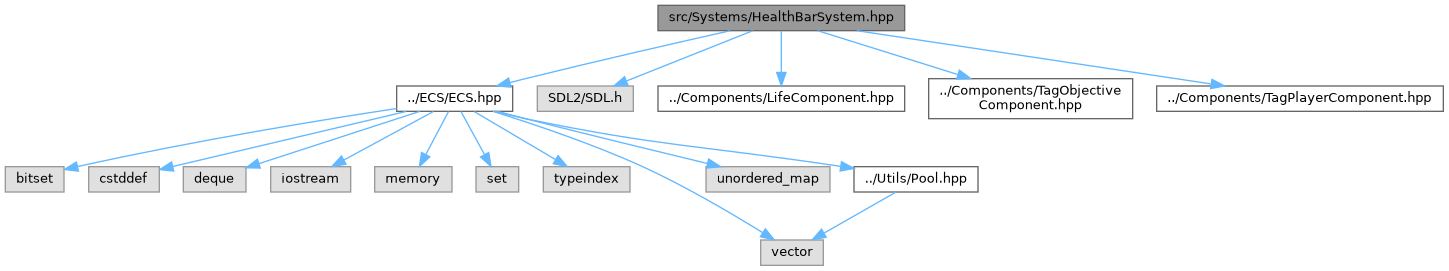 src/Systems/HealthBarSystem.hpp
../ECS/ECS.hpp
SDL2/SDL.h
../Components/LifeComponent.hpp
../Components/TagObjective
Component.hpp
../Components/TagPlayerComponent.hpp
bitset
cstddef
deque
iostream
memory
set
typeindex
unordered_map
../Utils/Pool.hpp
vector